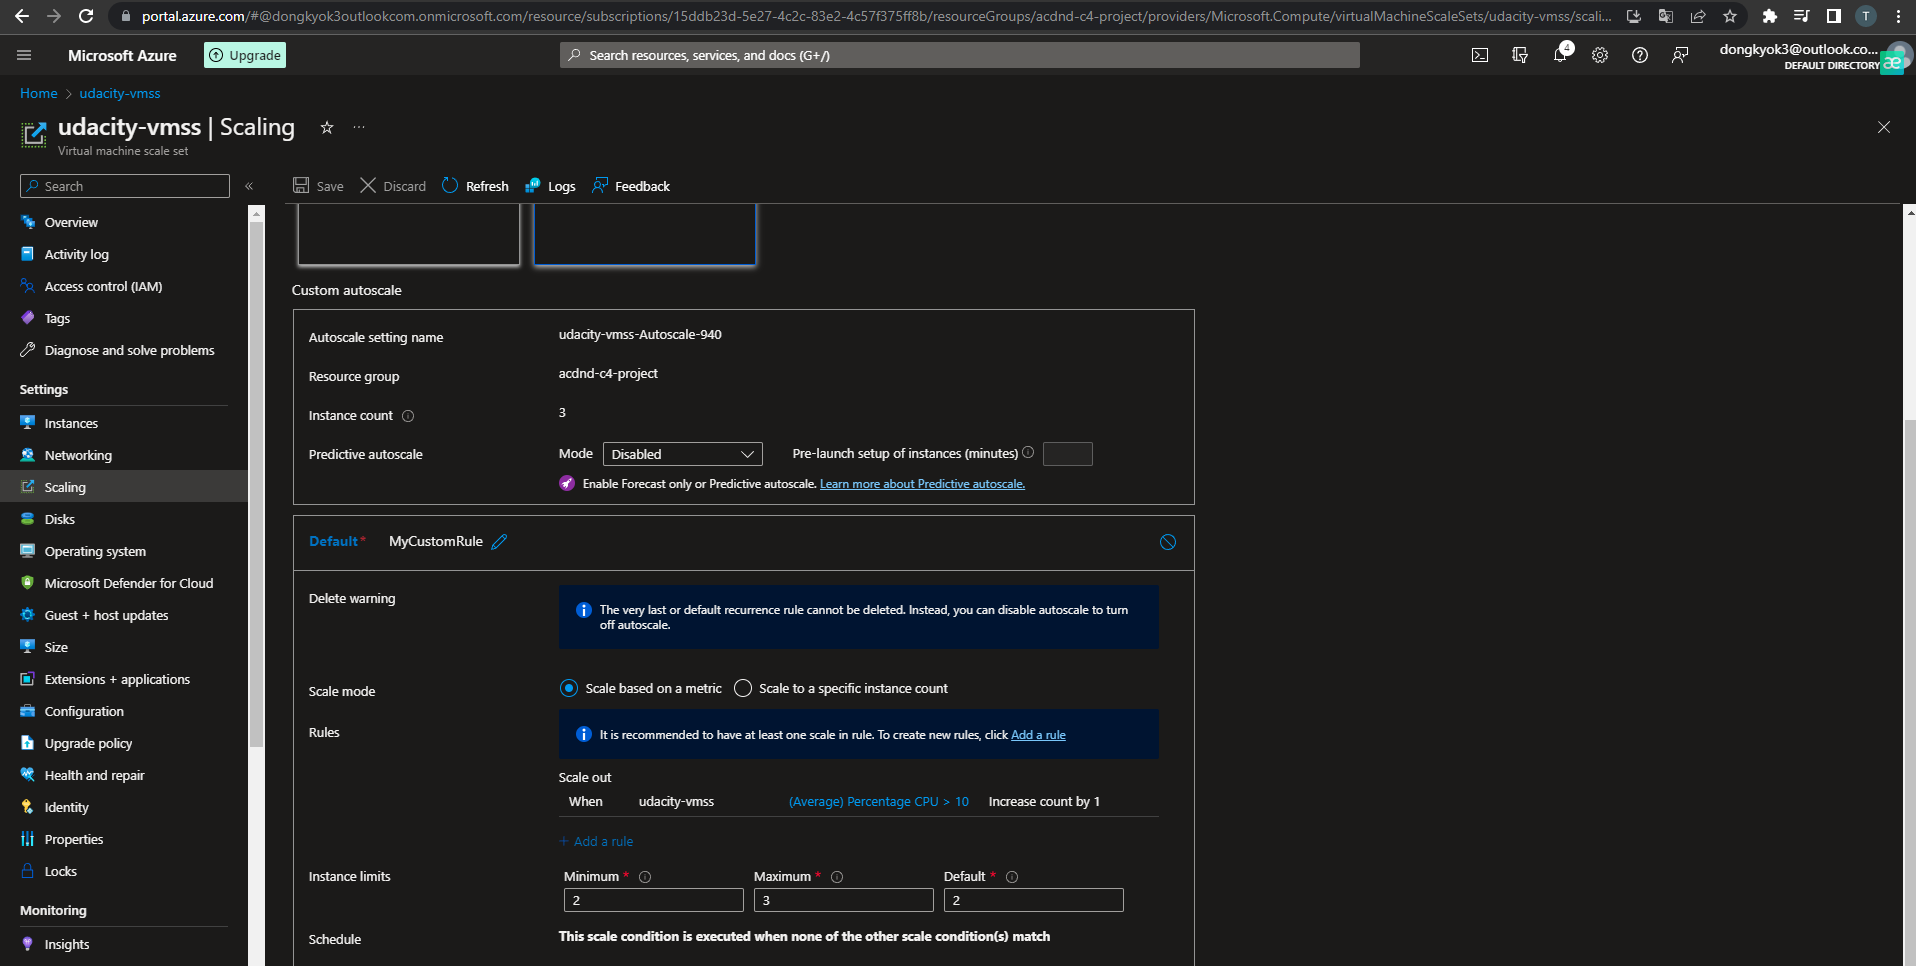 portal.azure.com/#@dongkyok3outlookcom.onmicrosoft.com/resource/subscriptions/15ddb23d-5e27-4c2c-83e2-4c57f375ff8b/resourceGroups/acdnd-c4-project/providers/Microsoft.Compute/virtualMachineScaleSets/udacity-vmss/scali...
T
Microsoft Azure
Upgrade
Search resources, services, and docs (G+/)
4
dongkyok3@outlook.co...
DEFAULT DIRECTORY
æ
Home > udacity-vmss
udacity-vmss | Scaling
Virtual machine scale set
Search
«
Save
Discard
Refresh
Logs
Feedback
Overview
Activity log
Access control (IAM)
Tags
Diagnose and solve problems
Settings
Instances
Networking
Scaling
Disks
Operating system
Microsoft Defender for Cloud
Guest + host updates
Size
Extensions + applications
Configuration
Upgrade policy
Health and repair
Identity
Properties
Locks
Monitoring
Insights
Custom autoscale
Autoscale setting name udacity-vmss-Autoscale-940
Resource group acdnd-c4-project
Instance count 3
Predictive autoscale Mode Disabled Pre-launch setup of instances (minutes)
Enable Forecast only or Predictive autoscale. Learn more about Predictive autoscale.
Default* MyCustomRule
Delete warning
The very last or default recurrence rule cannot be deleted. Instead, you can disable autoscale to turn
off autoscale.
Scale mode Scale based on a metric Scale to a specific instance count
Rules It is recommended to have at least one scale in rule. To create new rules, click Add a rule
Scale out
When udacity-vmss (Average) Percentage CPU > 10 Increase count by 1
+ Add a rule
Instance limits Minimum * Maximum * Default *
2 3 2
Schedule This scale condition is executed when none of the other scale condition(s) match